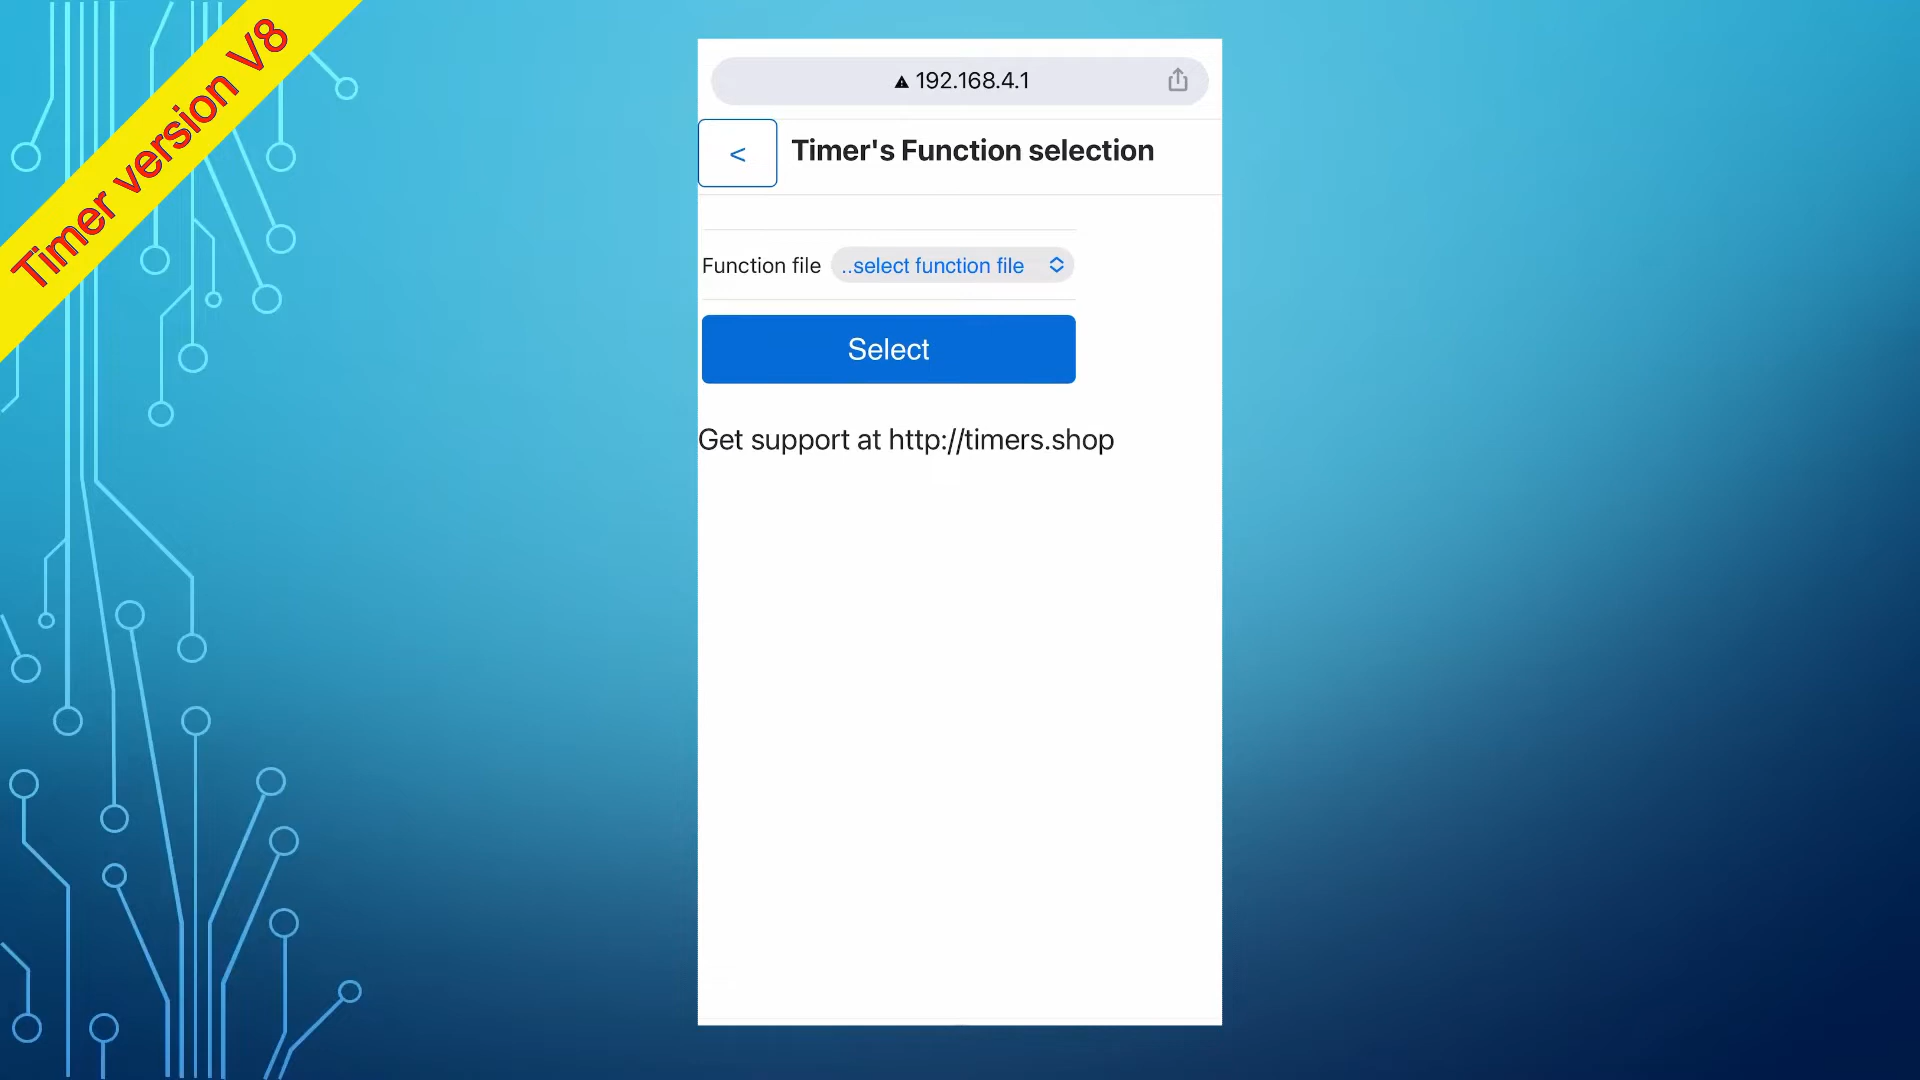 Timer version V8
192.168.4.1
< Timer's Function selection
Function file ..select function file
Select
Get support at http://timers.shop